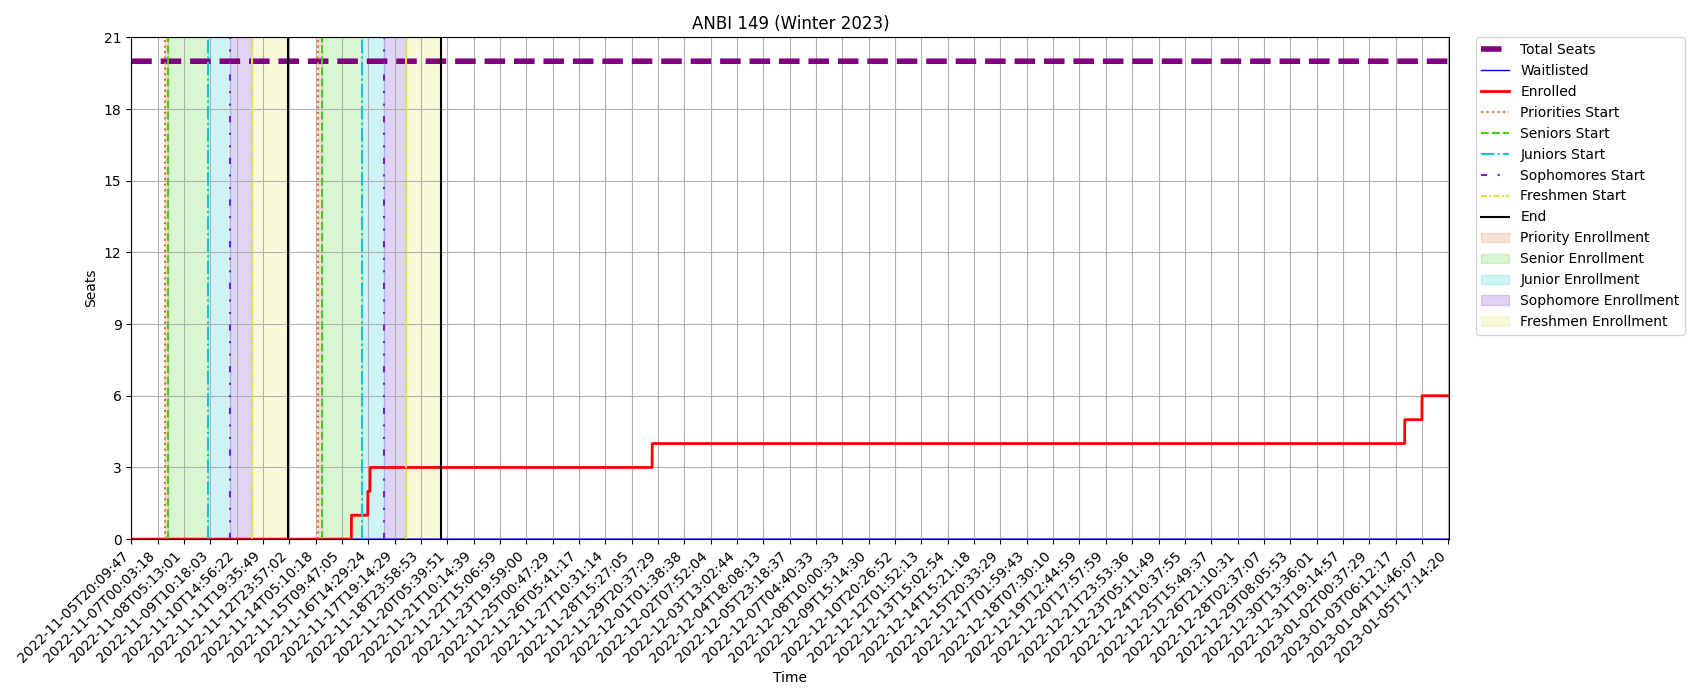 ANBI 149 (Winter 2023)
21
18
15
12
9
6
3
0
Seats
2022-11-05T20:09:47
2022-11-07T00:03:18
2022-11-08T05:13:01
2022-11-09T10:18:03
2022-11-10T14:56:22
2022-11-11T19:35:49
2022-11-12T23:57:02
2022-11-14T05:10:18
2022-11-15T09:47:05
2022-11-16T14:29:24
2022-11-17T19:14:29
2022-11-18T23:58:53
2022-11-20T05:39:51
2022-11-21T10:14:39
2022-11-22T15:06:59
2022-11-23T19:59:00
2022-11-25T00:47:29
2022-11-26T05:41:17
2022-11-27T10:31:14
2022-11-28T15:27:05
2022-11-29T20:37:29
2022-12-01T01:38:38
2022-12-02T07:52:04
2022-12-03T13:02:44
2022-12-04T18:08:13
2022-12-05T23:18:37
2022-12-07T04:40:33
2022-12-08T10:00:33
2022-12-09T15:14:30
2022-12-10T20:26:52
2022-12-12T01:52:13
2022-12-13T15:02:54
2022-12-14T15:21:18
2022-12-15T20:33:29
2022-12-17T01:59:43
2022-12-18T07:30:10
2022-12-19T12:44:59
2022-12-20T17:57:59
2022-12-21T23:53:36
2022-12-23T05:11:49
2022-12-24T10:37:55
2022-12-25T15:49:37
2022-12-26T21:10:31
2022-12-28T02:37:07
2022-12-29T08:05:53
2022-12-30T13:36:01
2022-12-31T19:14:57
2023-01-02T00:37:29
2023-01-03T06:12:17
2023-01-04T11:46:07
2023-01-05T17:14:20
Time
Total Seats
Waitlisted
Enrolled
Priorities Start
Seniors Start
Juniors Start
Sophomores Start
Freshmen Start
End
Priority Enrollment
Senior Enrollment
Junior Enrollment
Sophomore Enrollment
Freshmen Enrollment